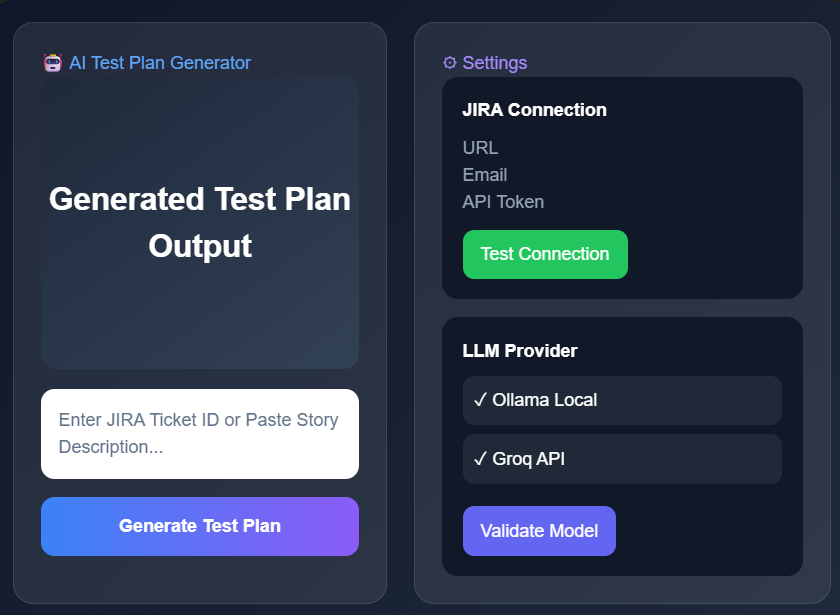 AI Test Plan Generator
Generated Test Plan
Output
Enter JIRA Ticket ID or Paste Story
Description...
Generate Test Plan
Settings
JIRA Connection
URL
Email
API Token
Test Connection
LLM Provider
✓ Ollama Local
✓ Groq API
Validate Model